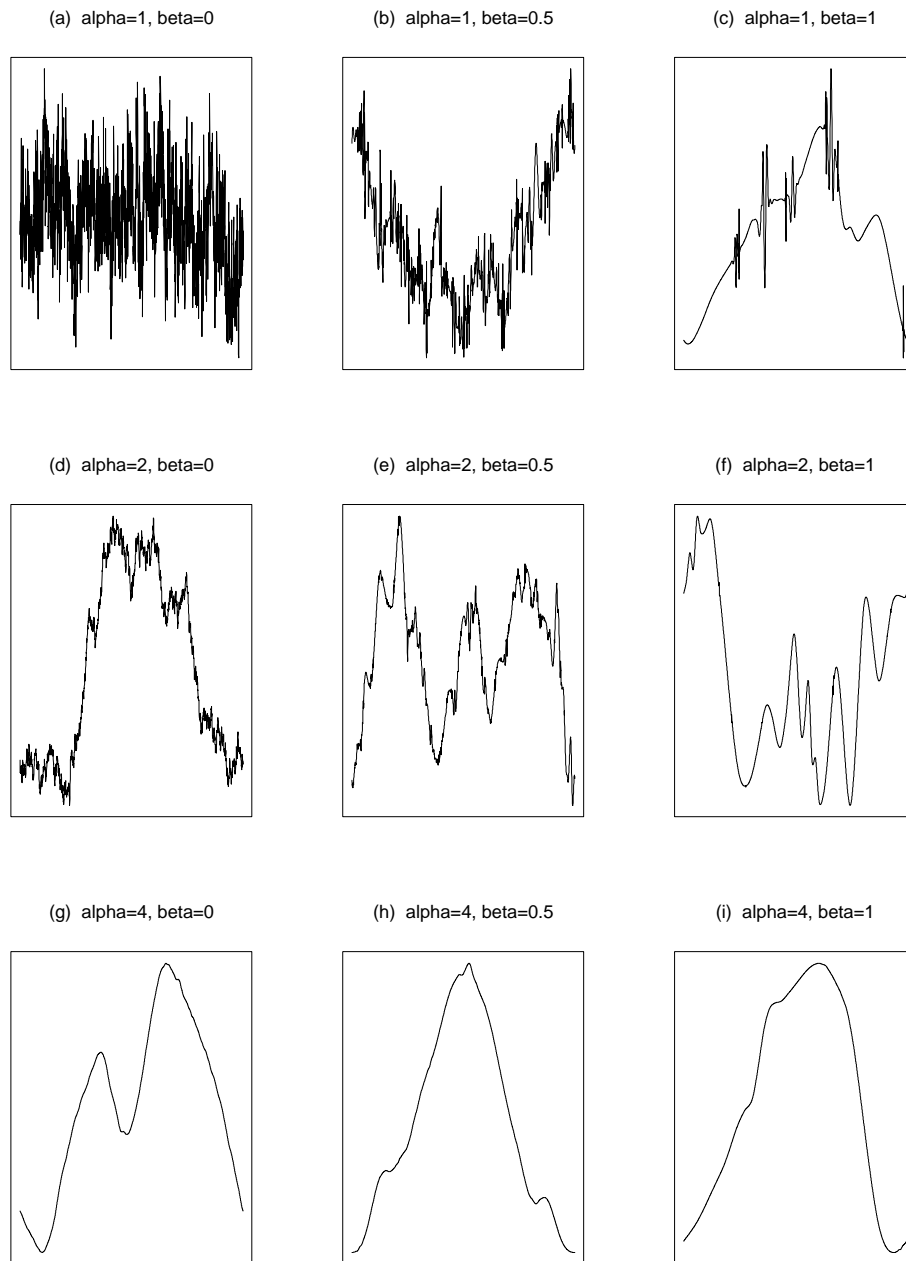 (a) alpha=1, beta=0
(b) alpha=1, beta=0.5
(c) alpha=1, beta=1
(d) alpha=2, beta=0
(e) alpha=2, beta=0.5
(f) alpha=2, beta=1
(g) alpha=4, beta=0
(h) alpha=4, beta=0.5
(i) alpha=4, beta=1